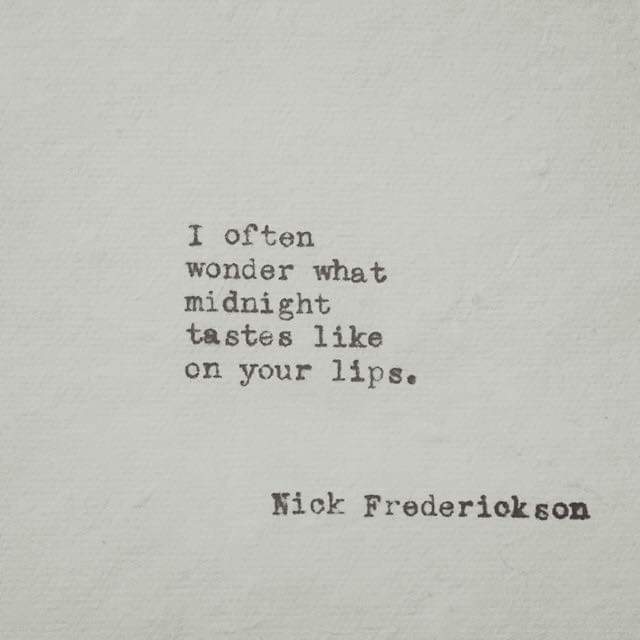 I often
wonder what
midnight
tastes like
on your lips.
Nick Frederickson